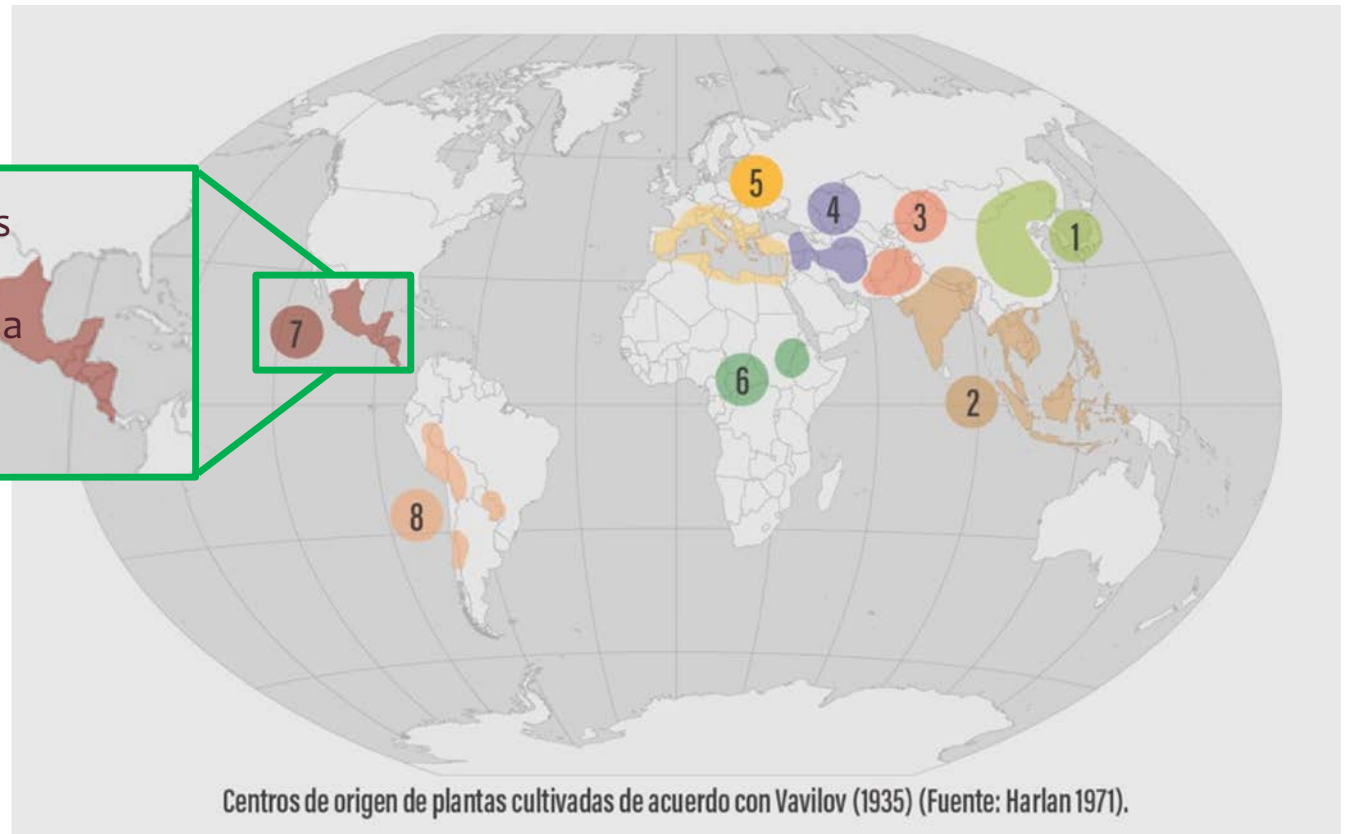 s
a
5
4
3
1
7
6
2
8
Centros de origen de plantas cultivadas de acuerdo con Vavilov (1935) (Fuente: Harlan 1971).